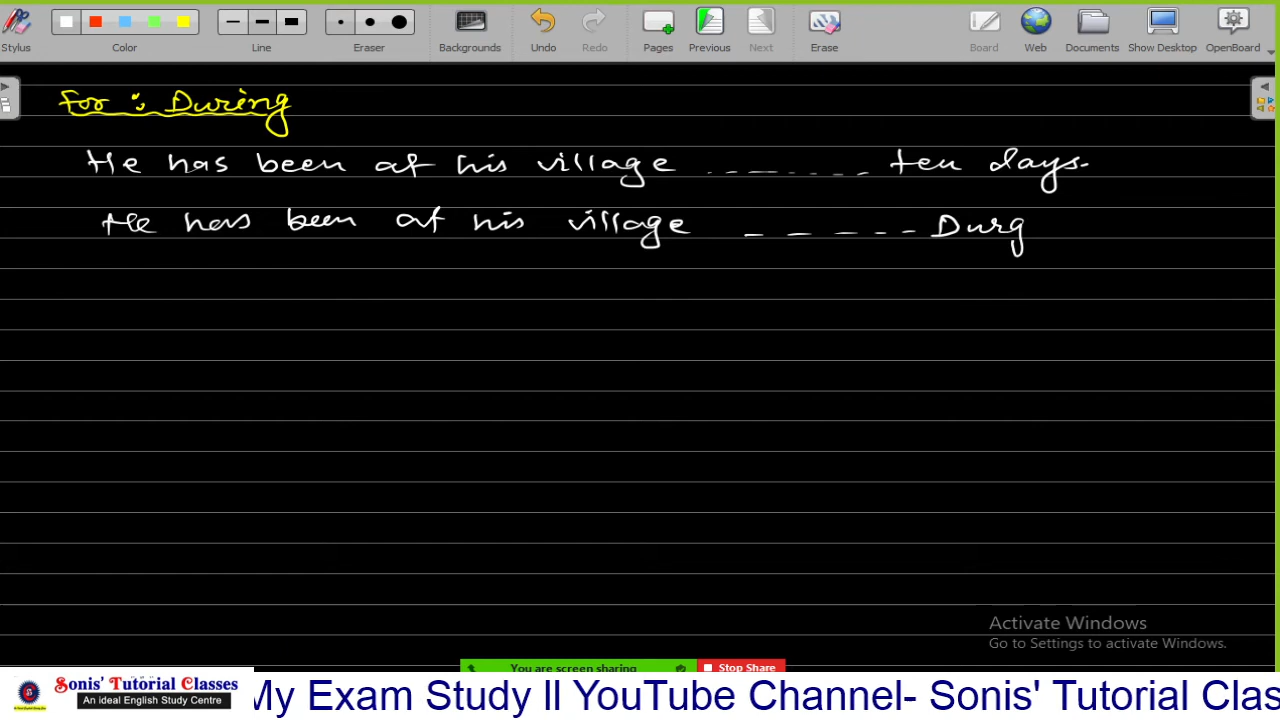 Stylus
Color
Line
Eraser
Backgrounds
Undo
Redo
Pages
Previous
Next
Erase
Board
Web
Documents
Show Desktop
OpenBoard
For : During
He has been at his village ........ ten days.
He has been at his village _ _ _ _ _ Durg
Activate Windows
Go to Settings to activate Windows.
You are screen sharing
Stop Share
Sonis' Tutorial Classes
An ideal English Study Centre
My Exam Study ll YouTube Channel- Sonis' Tutorial Clas